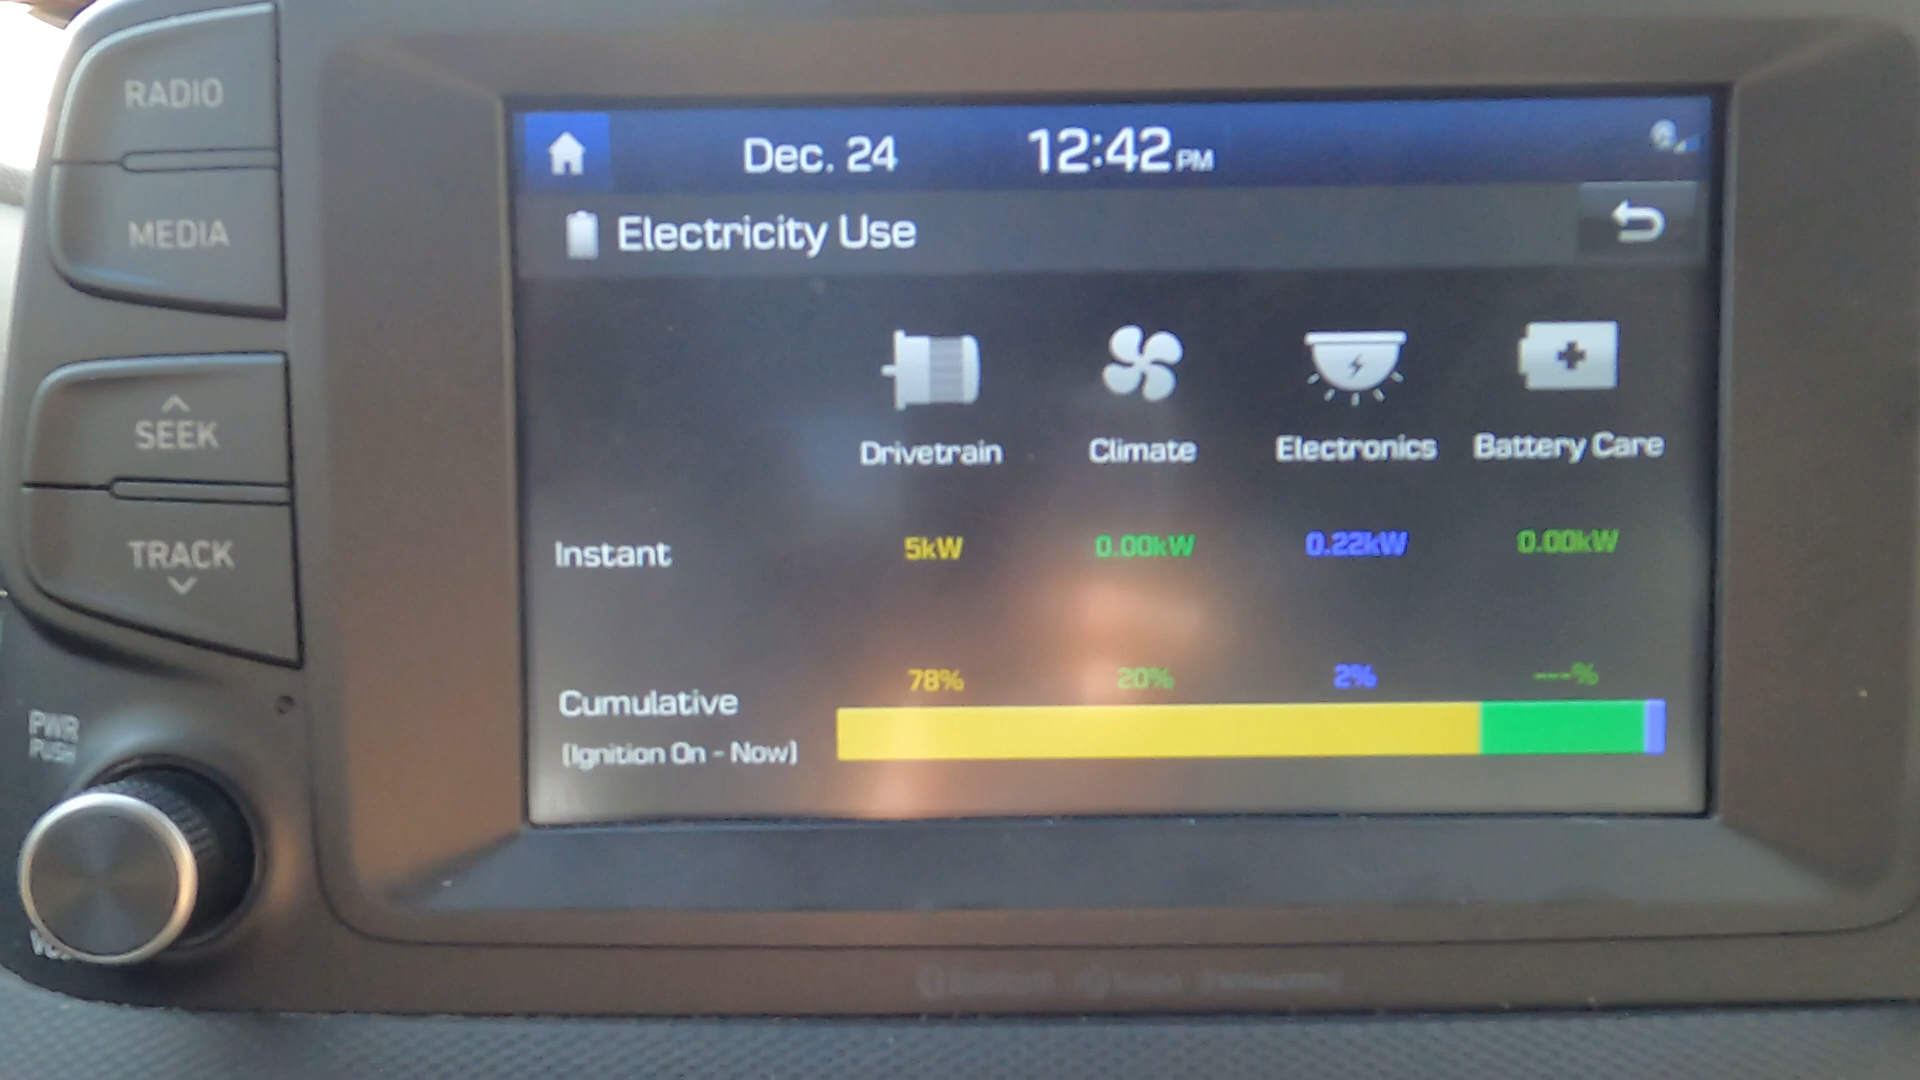 RADIO
MEDIA
SEEK
TRACK
PWR
PUSH
Dec. 24 12:42 PM
Electricity Use
Drivetrain Climate Electronics Battery Care
Instant 5kW 0.00kW 0.22kW 0.00kW
78% 20% 2% ---%
Cumulative
(Ignition On - Now)